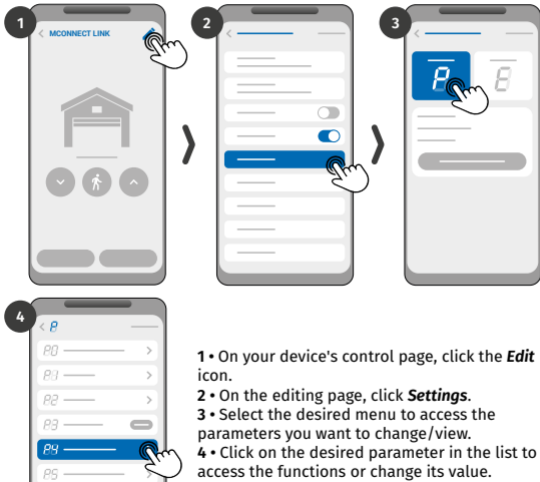 1
MCONNECT LINK
2
3
P
E
4
P
P0
P1
P2
P3
P4
P5
1 • On your device's control page, click the Edit
icon.
2 • On the editing page, click Settings.
3 • Select the desired menu to access the
parameters you want to change/view.
4 • Click on the desired parameter in the list to
access the functions or change its value.